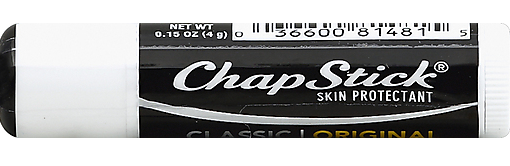 NET WT
0.15 OZ (4 g)
0 36600 81481 5
ChapStick®
SKIN PROTECTANT
CLASSIC | ORIGINAL